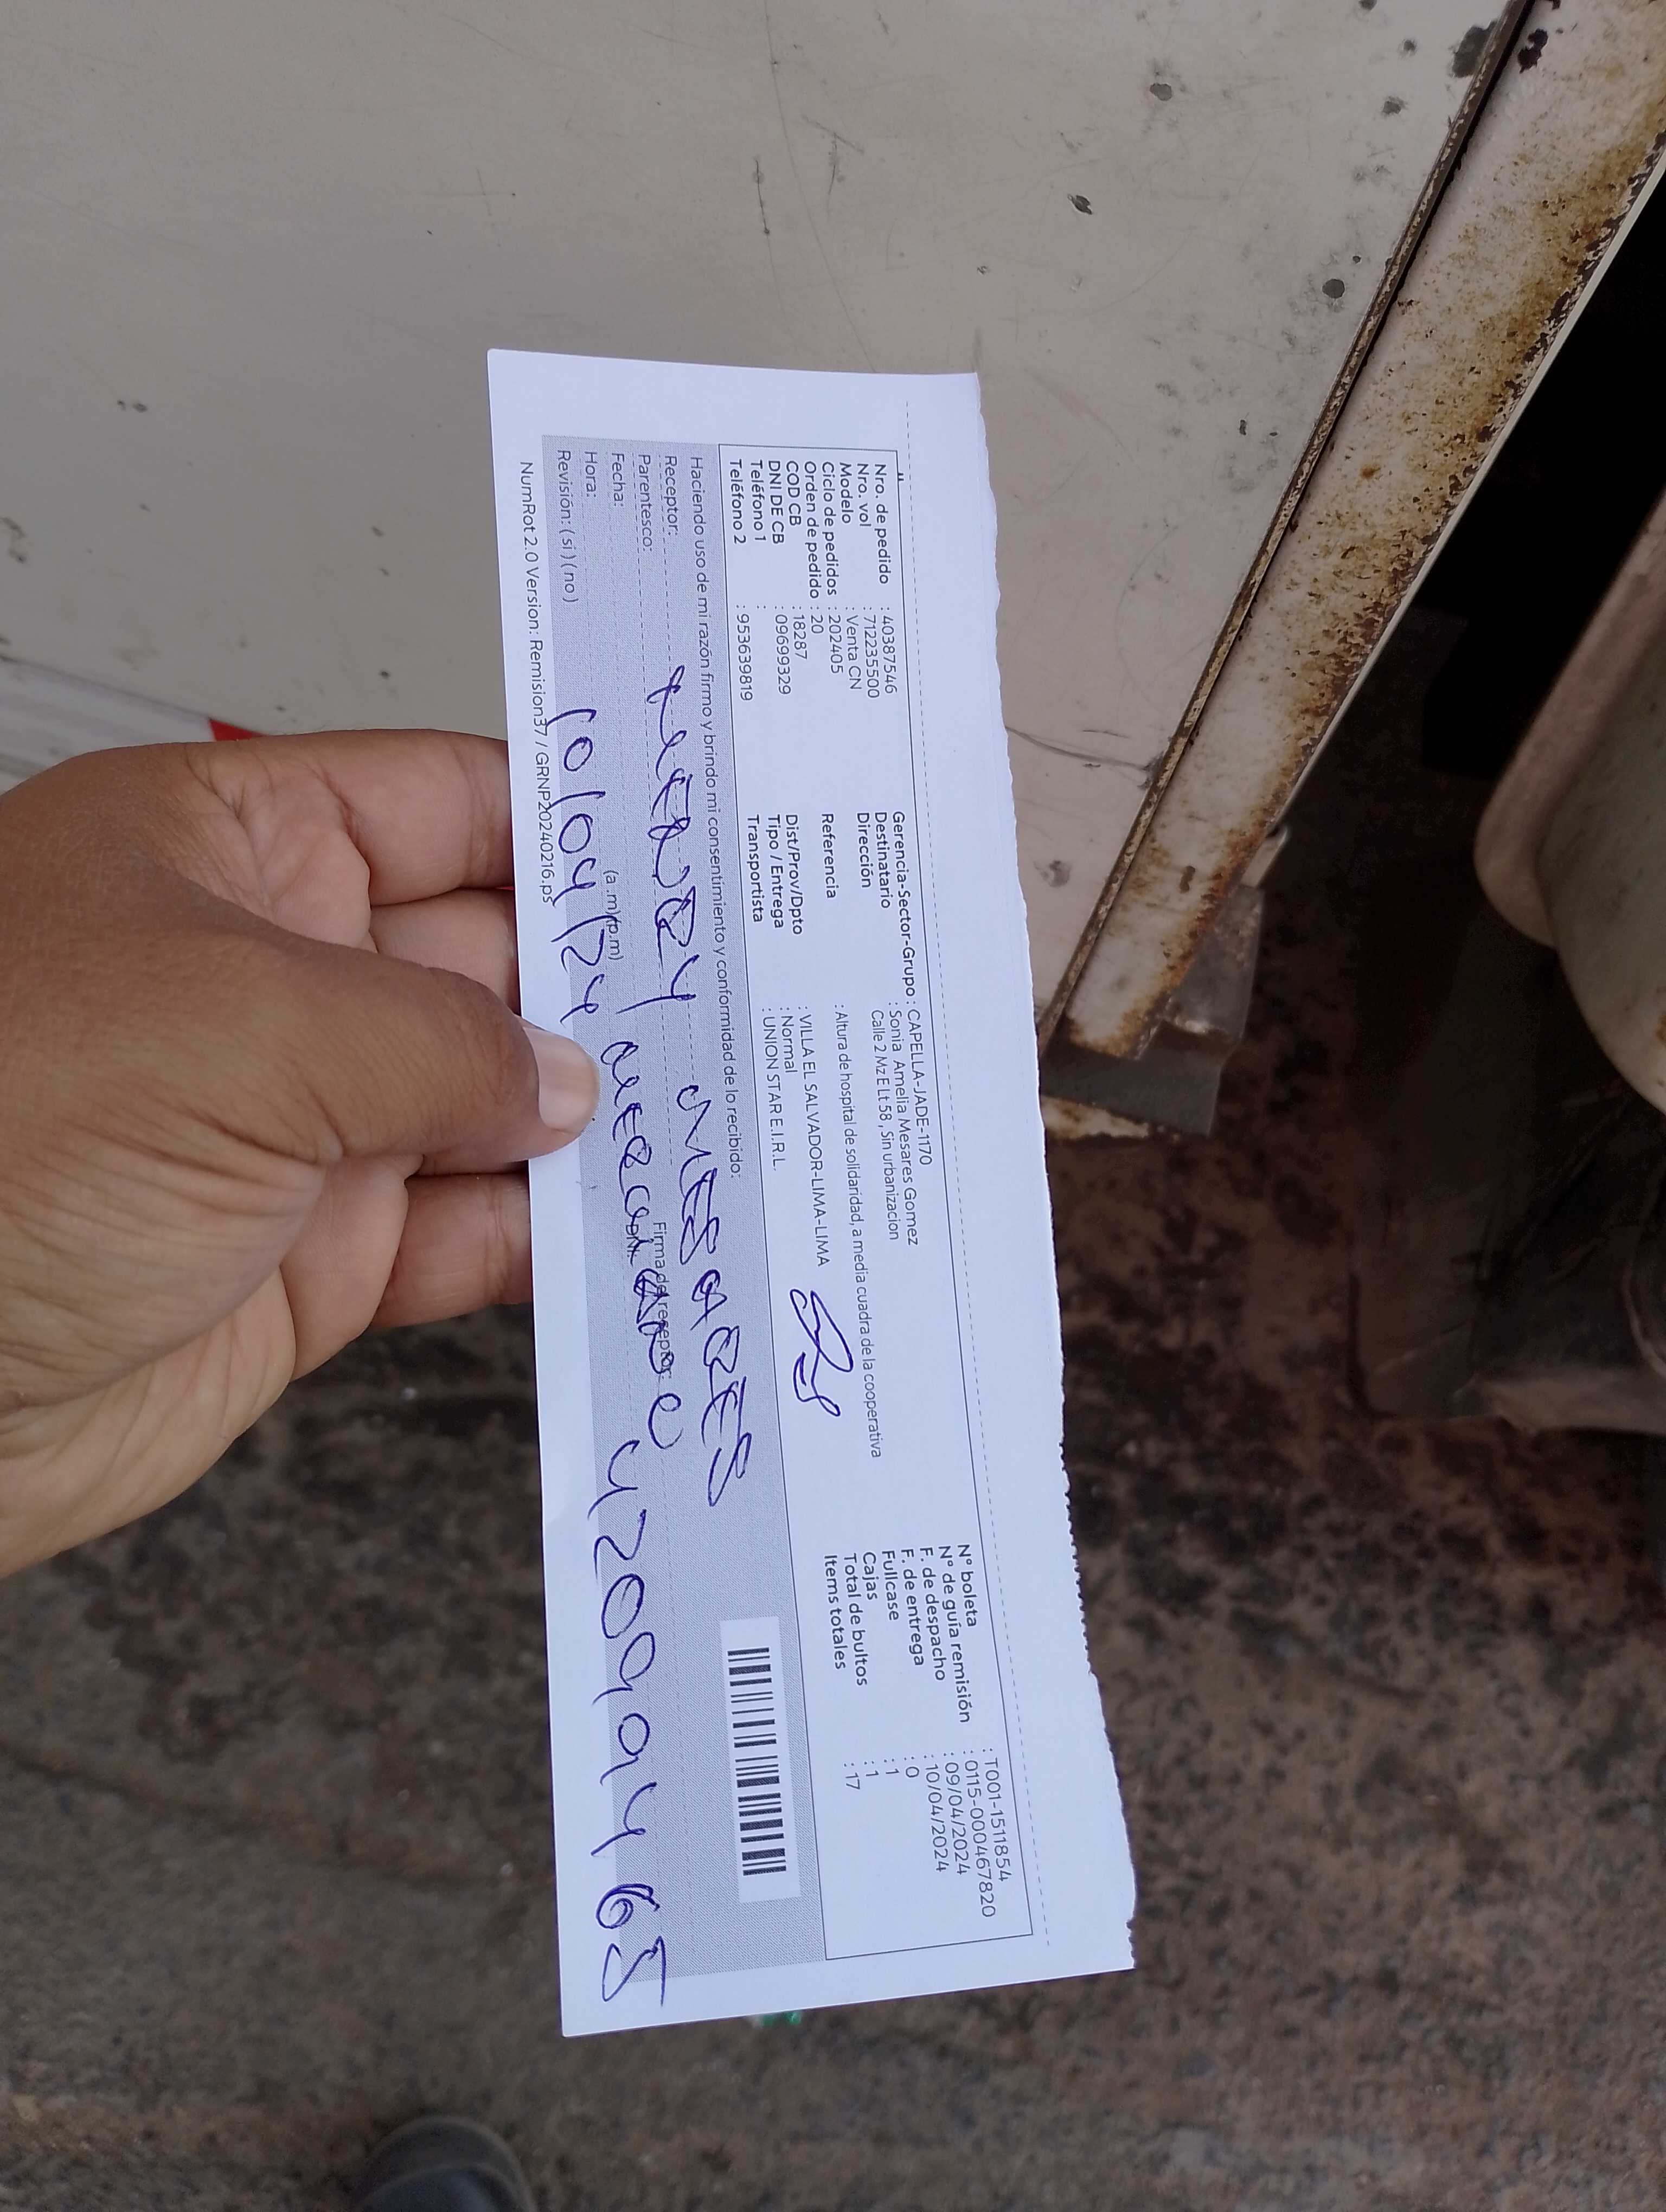 Nro. de pedido : 40387546
Nro. vol : 712235500
Modelo : Venta CN
Ciclo de pedidos : 202405
Orden de pedido : 20
COD CB : 18287
DNI DE CB : 09699329
Teléfono 1 :
Teléfono 2 : 953639819
Gerencia-Sector-Grupo : CAPELLA-JADE-1170
Destinatario : Sonia Amelia Mesares Gomez
Dirección Calle 2 Mz E Lt 58 , Sin urbanizacion
Referencia : Altura de hospital de solidaridad, a media cuadra de la cooperativa
Dist/Prov/Dpto : VILLA EL SALVADOR-LIMA-LIMA
Tipo / Entrega : Normal
Transportista : UNION STAR E.I.R.L.
N° boleta : T001-1511854
N° de guía remisión : 0115-000467820
F. de despacho : 09/04/2024
F. de entrega : 10/04/2024
Fullcase : 0
Cajas : 1
Total de bultos : 1
Items totales : 17
Haciendo uso de mi razón firmo y brindo mi consentimiento y conformidad de lo recibido:
Receptor: MESARES
Parentesco:
Fecha:
Hora: (a.m)(p.m)
Firma del receptor:
DNI:
Revisión: (si) (no)
10/04/24 42099465
NumRot 2.0 Version: Remision37 / GRNP20240216.ps